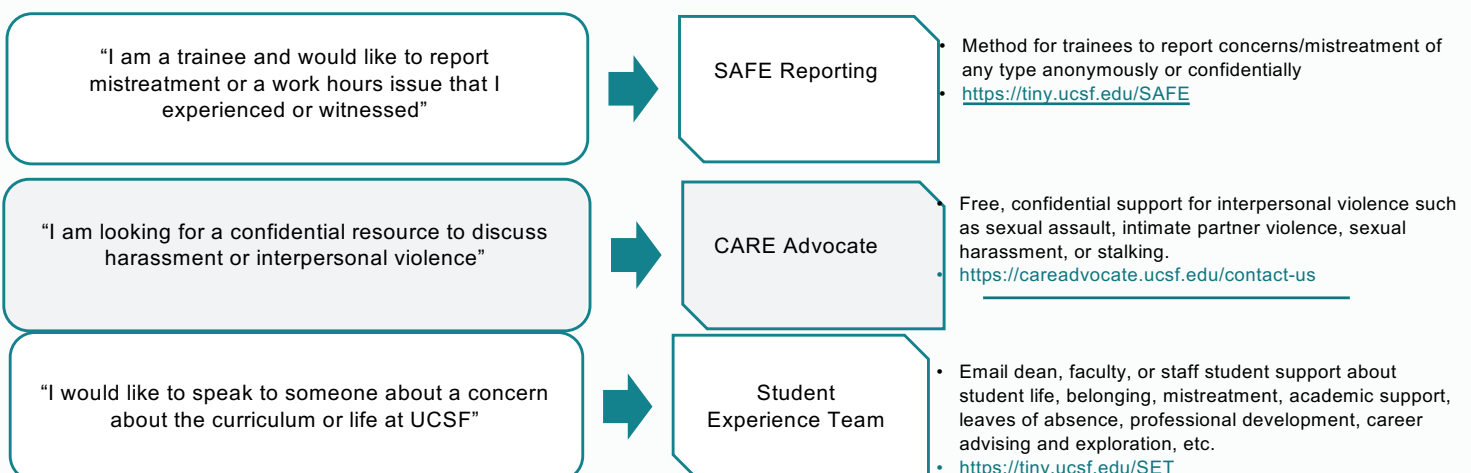 “I am a trainee and would like to report
mistreatment or a work hours issue that I
experienced or witnessed”
SAFE Reporting
• Method for trainees to report concerns/mistreatment of
any type anonymously or confidentially
• https://tiny.ucsf.edu/SAFE
“I am looking for a confidential resource to discuss
harassment or interpersonal violence”
CARE Advocate
• Free, confidential support for interpersonal violence such
as sexual assault, intimate partner violence, sexual
harassment, or stalking.
• https://careadvocate.ucsf.edu/contact-us
“I would like to speak to someone about a concern
about the curriculum or life at UCSF”
Student
Experience Team
• Email dean, faculty, or staff student support about
student life, belonging, mistreatment, academic support,
leaves of absence, professional development, career
advising and exploration, etc.
• https://tiny.ucsf.edu/SET